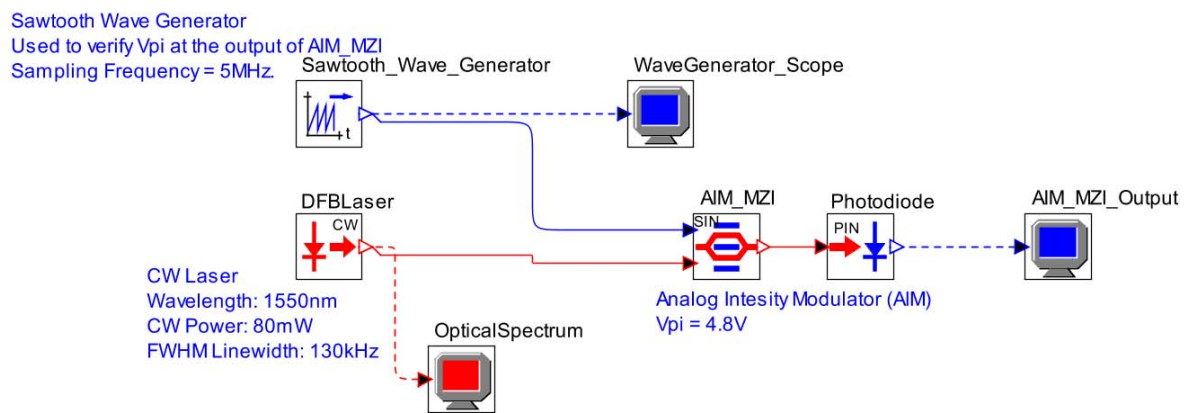 Sawtooth Wave Generator
Used to verify Vpi at the output of AIM_MZI
Sampling Frequency = 5MHz.
Sawtooth_Wave_Generator
WaveGenerator_Scope
t
DFBLaser
CW
AIM_MZI
SIN
Photodiode
PIN
AIM_MZI_Output
CW Laser
Wavelength: 1550nm
CW Power: 80mW
FWHM Linewidth: 130kHz
Analog Intesity Modulator (AIM)
Vpi = 4.8V
OpticalSpectrum